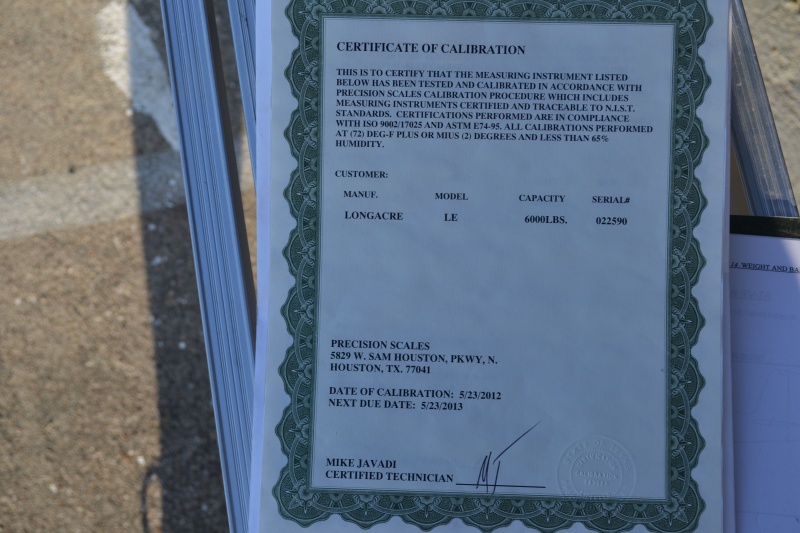 CERTIFICATE OF CALIBRATION
THIS IS TO CERTIFY THAT THE MEASURING INSTRUMENT LISTED
BELOW HAS BEEN TESTED AND CALIBRATED IN ACCORDANCE WITH
PRECISION SCALES CALIBRATION PROCEDURE WHICH INCLUDES
MEASURING INSTRUMENTS CERTIFIED AND TRACEABLE TO N.I.S.T.
STANDARDS. CERTIFICATIONS PERFORMED ARE IN COMPLIANCE
WITH ISO 9002/17025 AND ASTM E74-95. ALL CALIBRATIONS PERFORMED
AT (72) DEG-F PLUS OR MIUS (2) DEGREES AND LESS THAN 65%
HUMIDITY.
CUSTOMER:
MANUF. MODEL CAPACITY SERIAL#
LONGACRE LE 6000LBS. 022590
PRECISION SCALES
5829 W. SAM HOUSTON, PKWY, N.
HOUSTON, TX. 77041
DATE OF CALIBRATION: 5/23/2012
NEXT DUE DATE: 5/23/2013
MIKE JAVADI
CERTIFIED TECHNICIAN
WEIGHT AND BA